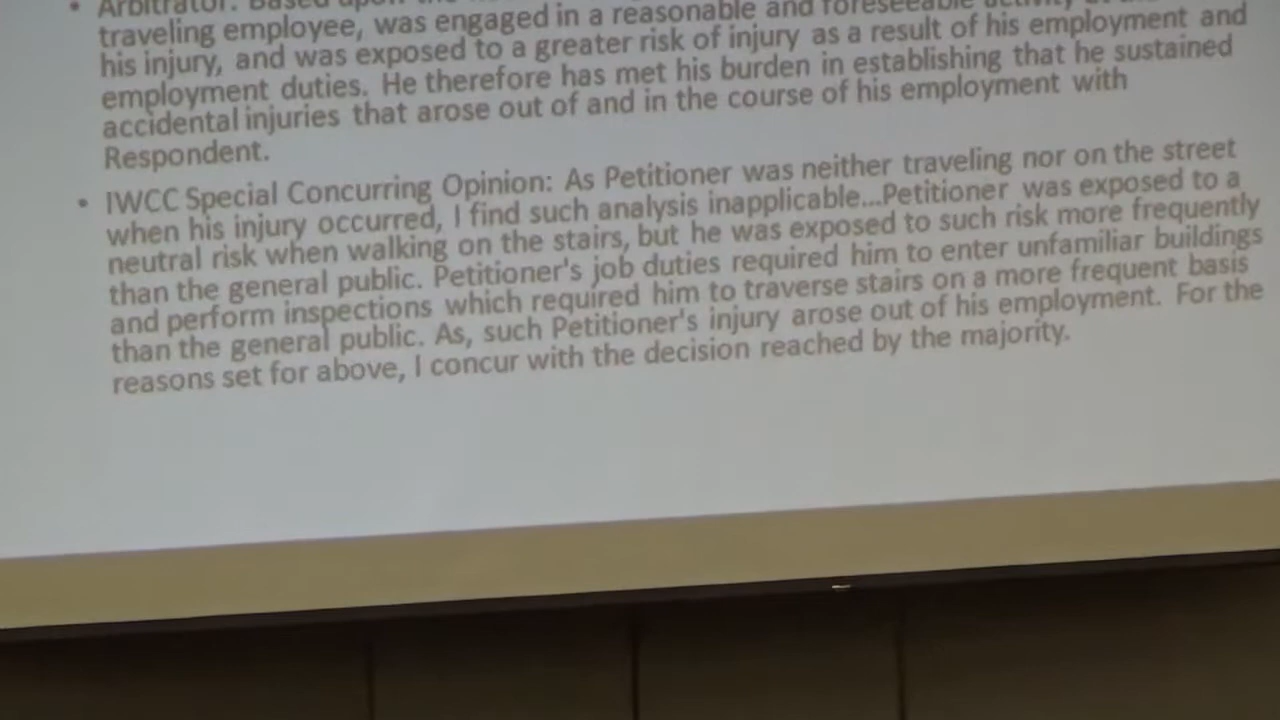 • Arbitrator: Based upon the
traveling employee, was engaged in a reasonable and foreseeable activity
his injury, and was exposed to a greater risk of injury as a result of his employment and
employment duties. He therefore has met his burden in establishing that he sustained
accidental injuries that arose out of and in the course of his employment with
Respondent.
• IWCC Special Concurring Opinion: As Petitioner was neither traveling nor on the street
when his injury occurred, I find such analysis inapplicable...Petitioner was exposed to a
neutral risk when walking on the stairs, but he was exposed to such risk more frequently
than the general public. Petitioner's job duties required him to enter unfamiliar buildings
and perform inspections which required him to traverse stairs on a more frequent basis
than the general public. As, such Petitioner's injury arose out of his employment. For the
reasons set for above, I concur with the decision reached by the majority.